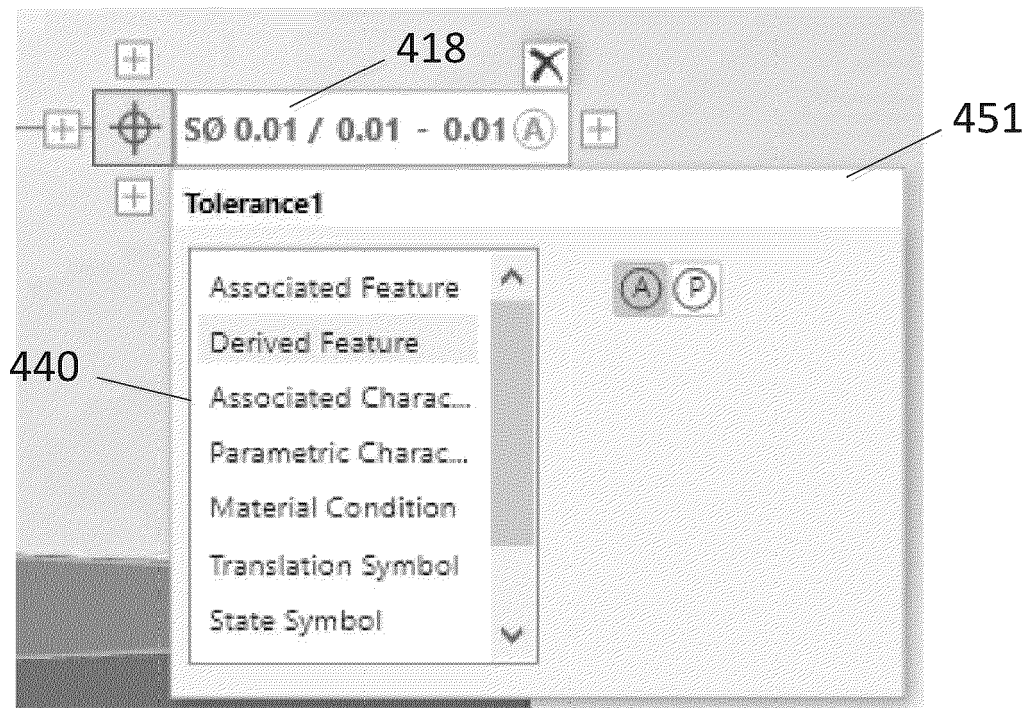 418
SØ 0.01 / 0.01 - 0.01 Ⓐ
451
Tolerance1
Associated Feature
Ⓐ Ⓟ
Derived Feature
440
Associated Charac...
Parametric Charac...
Material Condition
Translation Symbol
State Symbol